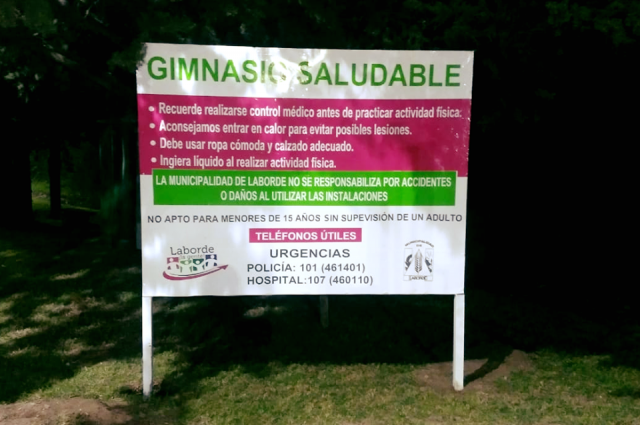 GIMNASIO SALUDABLE
• Recuerde realizarse control médico antes de practicar actividad física.
• Aconsejamos entrar en calor para evitar posibles lesiones.
• Debe usar ropa cómoda y calzado adecuado.
• Ingiera líquido al realizar actividad física.
LA MUNICIPALIDAD DE LABORDE NO SE RESPONSABILIZA POR ACCIDENTES
O DAÑOS AL UTILIZAR LAS INSTALACIONES
NO APTO PARA MENORES DE 15 AÑOS SIN SUPEVISIÓN DE UN ADULTO
TELÉFONOS ÚTILES
Laborde
URGENCIAS
POLICÍA: 101 (461401)
HOSPITAL:107 (460110)